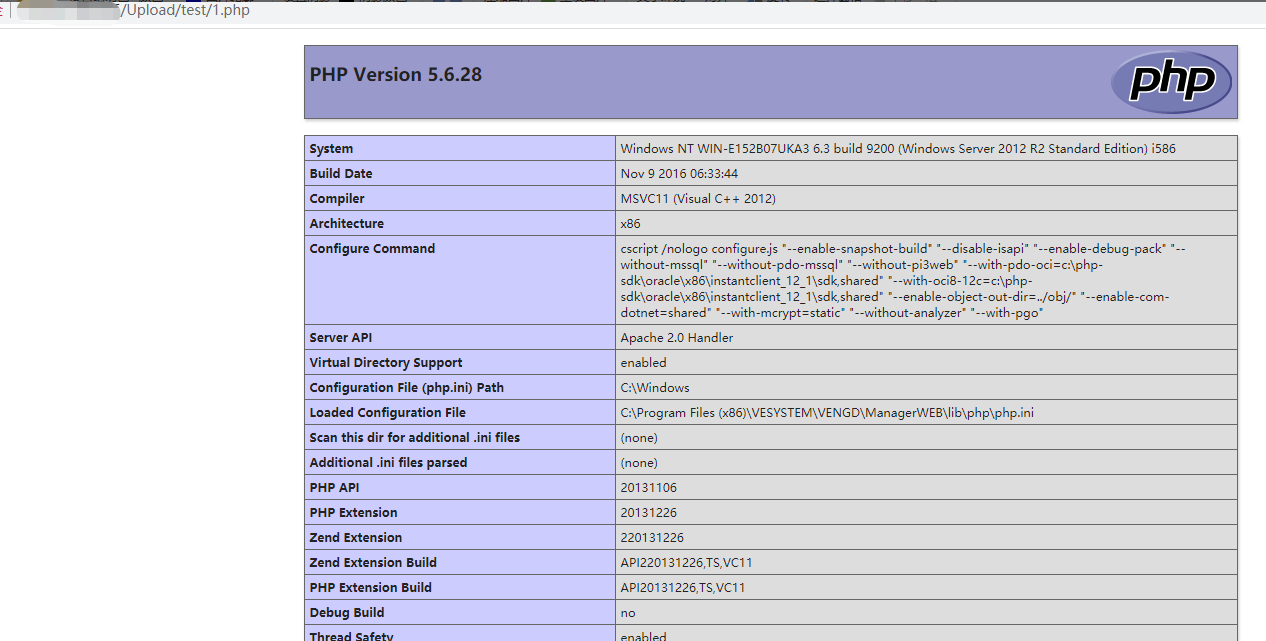 /Upload/test/1.php
PHP Version 5.6.28
php
System Windows NT WIN-E152B07UKA3 6.3 build 9200 (Windows Server 2012 R2 Standard Edition) i586
Build Date Nov 9 2016 06:33:44
Compiler MSVC11 (Visual C++ 2012)
Architecture x86
Configure Command cscript /nologo configure.js "--enable-snapshot-build" "--disable-isapi" "--enable-debug-pack" "--
without-mssql" "--without-pdo-mssql" "--without-pi3web" "--with-pdo-oci=c:\php-
sdk\oracle\x86\instantclient_12_1\sdk,shared" "--with-oci8-12c=c:\php-
sdk\oracle\x86\instantclient_12_1\sdk,shared" "--enable-object-out-dir=../obj/" "--enable-com-
dotnet=shared" "--with-mcrypt=static" "--without-analyzer" "--with-pgo"
Server API Apache 2.0 Handler
Virtual Directory Support enabled
Configuration File (php.ini) Path C:\Windows
Loaded Configuration File C:\Program Files (x86)\VESYSTEM\VENGD\ManagerWEB\lib\php\php.ini
Scan this dir for additional .ini files (none)
Additional .ini files parsed (none)
PHP API 20131106
PHP Extension 20131226
Zend Extension 220131226
Zend Extension Build API220131226,TS,VC11
PHP Extension Build API20131226,TS,VC11
Debug Build no
Thread Safety enabled